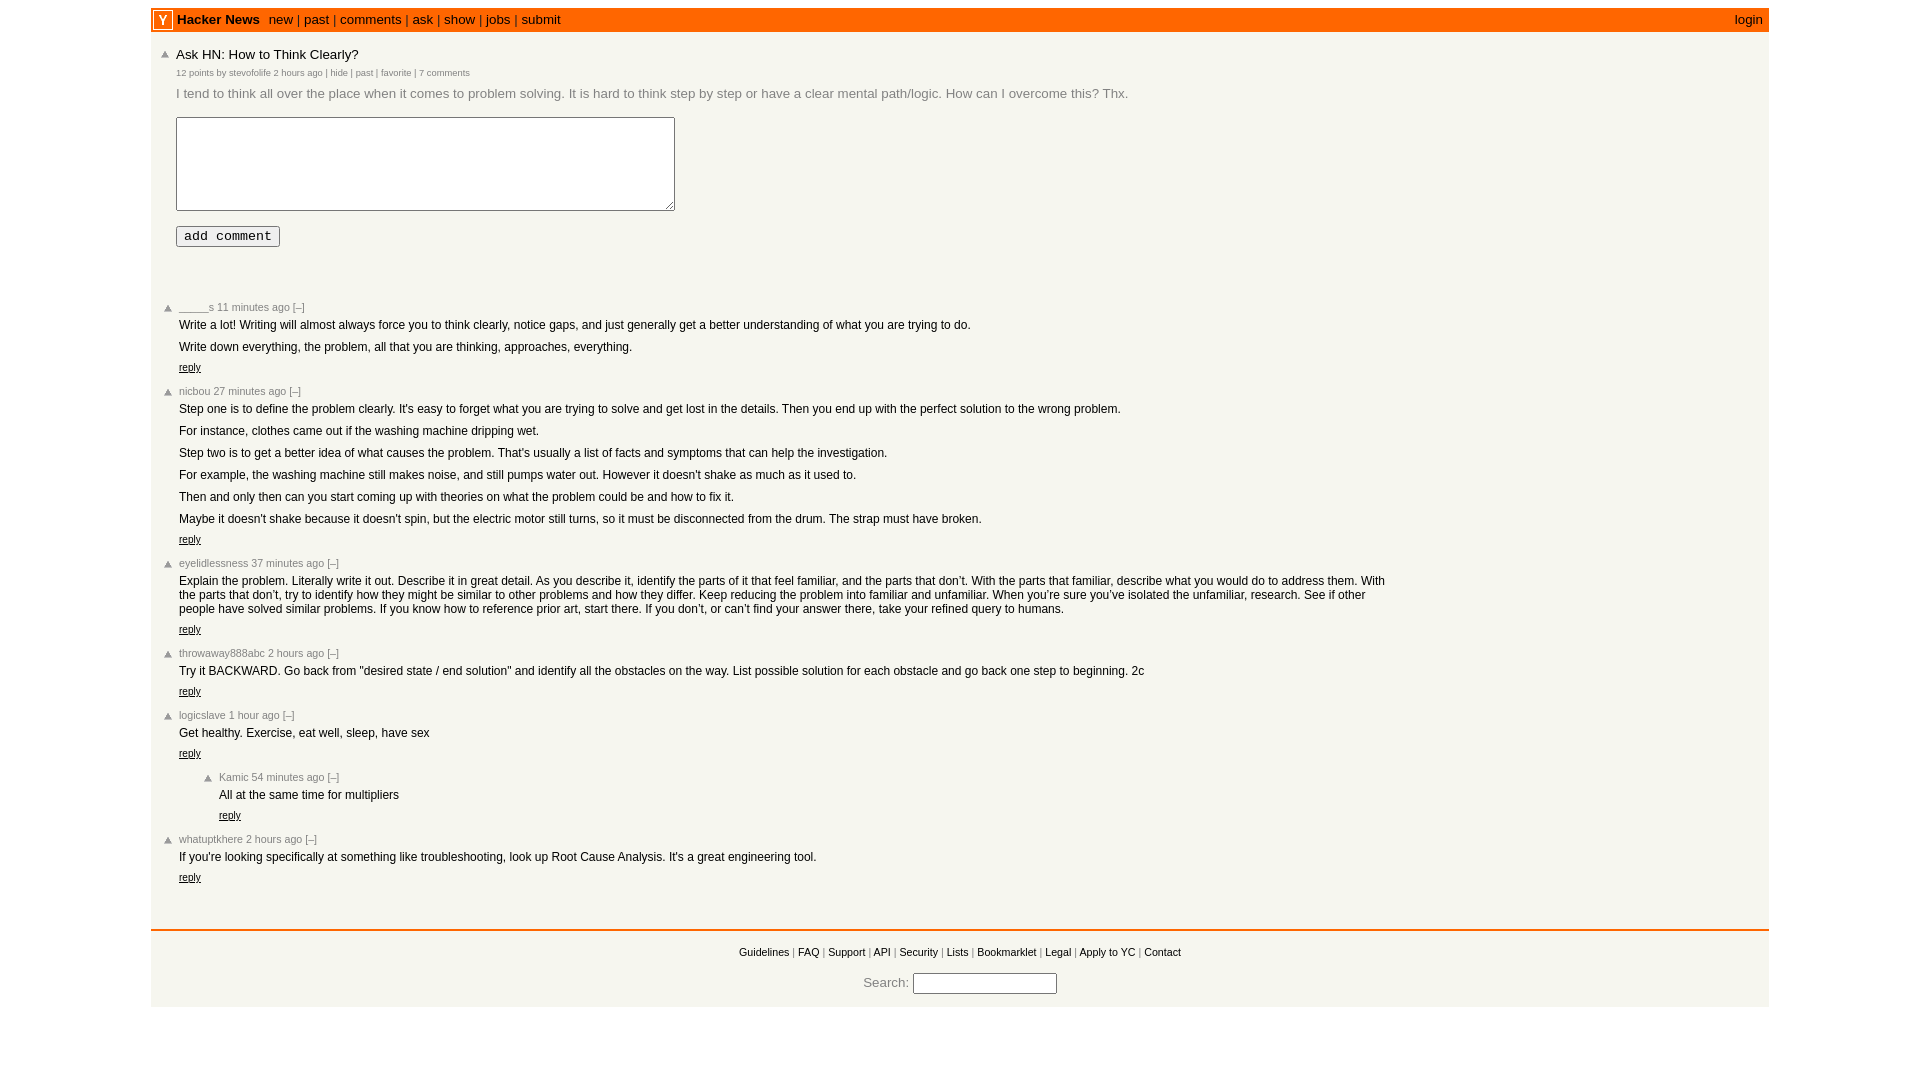 Y Hacker News new | past | comments | ask | show | jobs | submit login
Ask HN: How to Think Clearly?
12 points by stevofolife 2 hours ago | hide | past | favorite | 7 comments
I tend to think all over the place when it comes to problem solving. It is hard to think step by step or have a clear mental path/logic. How can I overcome this? Thx.
add comment
_____s 11 minutes ago [–]
Write a lot! Writing will almost always force you to think clearly, notice gaps, and just generally get a better understanding of what you are trying to do.
Write down everything, the problem, all that you are thinking, approaches, everything.
reply
nicbou 27 minutes ago [–]
Step one is to define the problem clearly. It's easy to forget what you are trying to solve and get lost in the details. Then you end up with the perfect solution to the wrong problem.
For instance, clothes came out if the washing machine dripping wet.
Step two is to get a better idea of what causes the problem. That's usually a list of facts and symptoms that can help the investigation.
For example, the washing machine still makes noise, and still pumps water out. However it doesn't shake as much as it used to.
Then and only then can you start coming up with theories on what the problem could be and how to fix it.
Maybe it doesn't shake because it doesn't spin, but the electric motor still turns, so it must be disconnected from the drum. The strap must have broken.
reply
eyelidlessness 37 minutes ago [–]
Explain the problem. Literally write it out. Describe it in great detail. As you describe it, identify the parts of it that feel familiar, and the parts that don’t. With the parts that familiar, describe what you would do to address them. With
the parts that don’t, try to identify how they might be similar to other problems and how they differ. Keep reducing the problem into familiar and unfamiliar. When you’re sure you’ve isolated the unfamiliar, research. See if other
people have solved similar problems. If you know how to reference prior art, start there. If you don’t, or can’t find your answer there, take your refined query to humans.
reply
throwaway888abc 2 hours ago [–]
Try it BACKWARD. Go back from "desired state / end solution" and identify all the obstacles on the way. List possible solution for each obstacle and go back one step to beginning. 2c
reply
logicslave 1 hour ago [–]
Get healthy. Exercise, eat well, sleep, have sex
reply
Kamic 54 minutes ago [–]
All at the same time for multipliers
reply
whatuptkhere 2 hours ago [–]
If you're looking specifically at something like troubleshooting, look up Root Cause Analysis. It's a great engineering tool.
reply
Guidelines | FAQ | Support | API | Security | Lists | Bookmarklet | Legal | Apply to YC | Contact
Search: